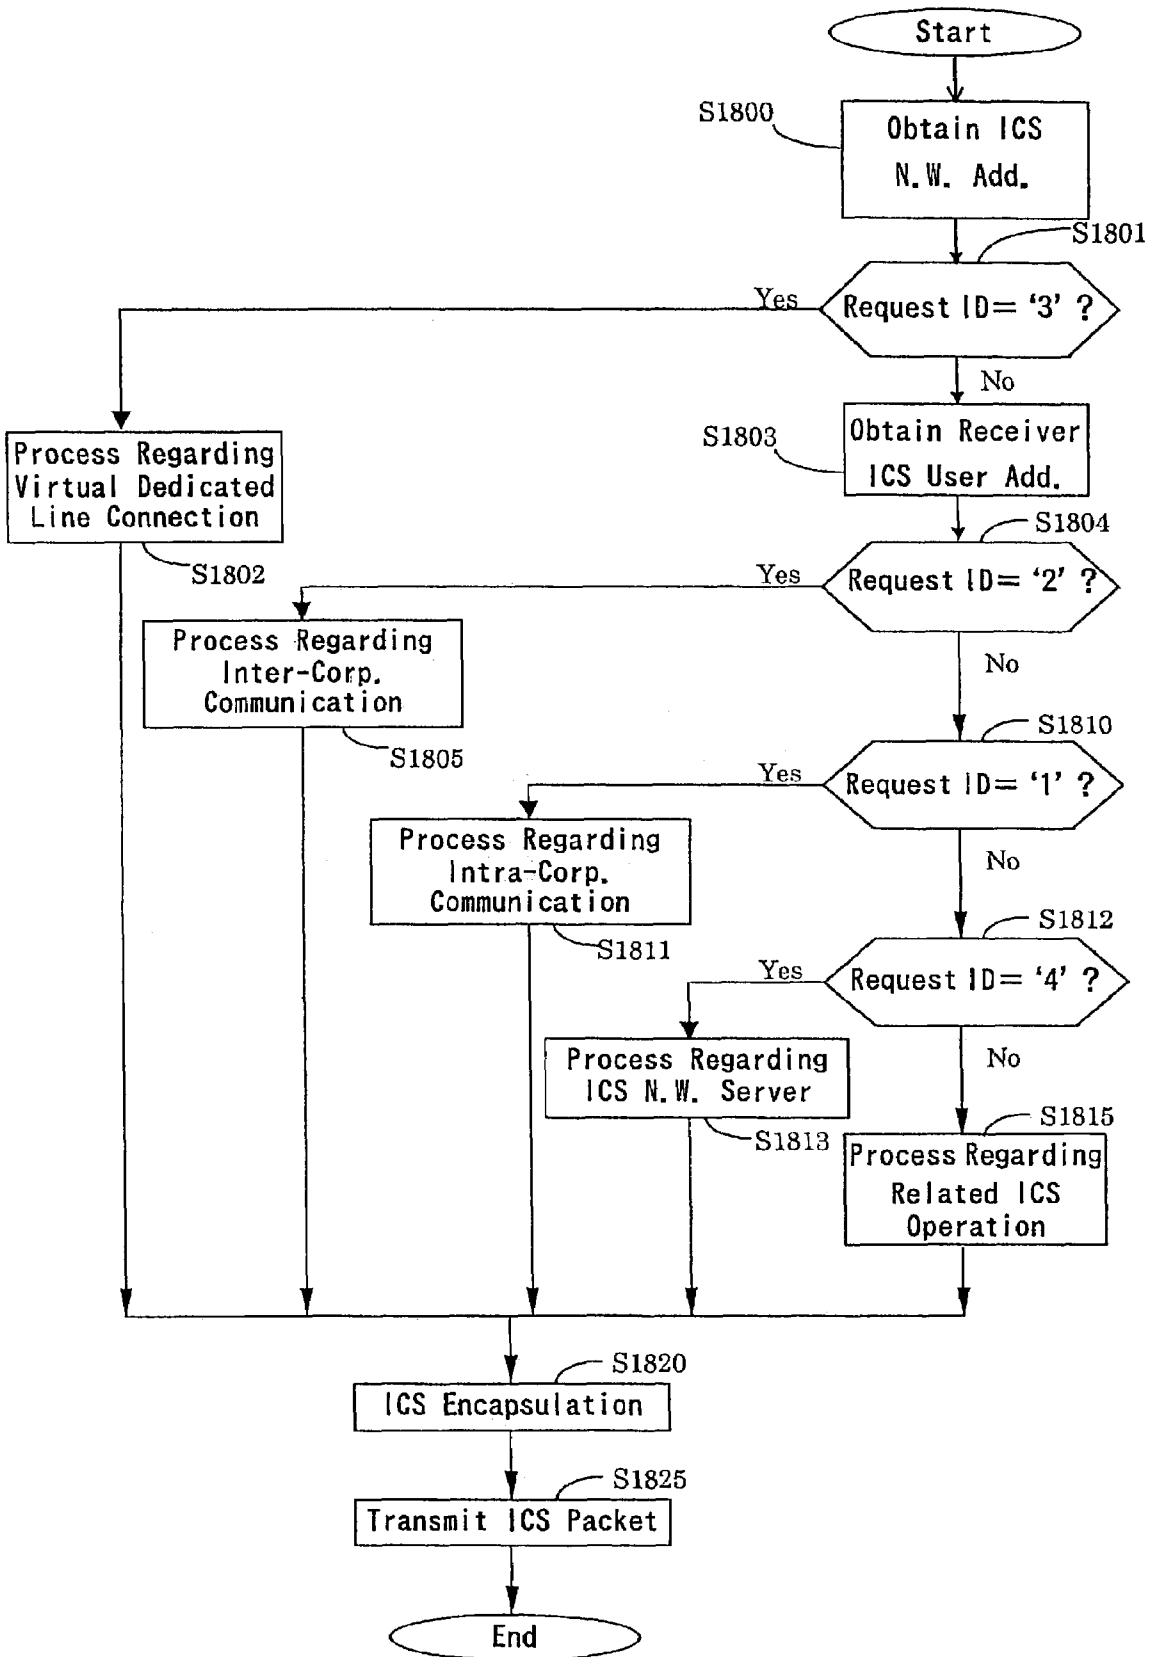 Start
S1800
Obtain ICS
N.W. Add.
S1801
Yes
Request ID= ‘3’ ?
No
S1803
Obtain Receiver
ICS User Add.
Process Regarding
Virtual Dedicated
Line Connection
S1802
S1804
Yes
Request ID= ‘2’ ?
No
Process Regarding
Inter-Corp.
Communication
S1805
S1810
Yes
Request ID= ‘1’ ?
No
Process Regarding
Intra-Corp.
Communication
S1811
S1812
Yes
Request ID= ‘4’ ?
No
Process Regarding
ICS N.W. Server
S1813
S1815
Process Regarding
Related ICS
Operation
S1820
ICS Encapsulation
S1825
Transmit ICS Packet
End